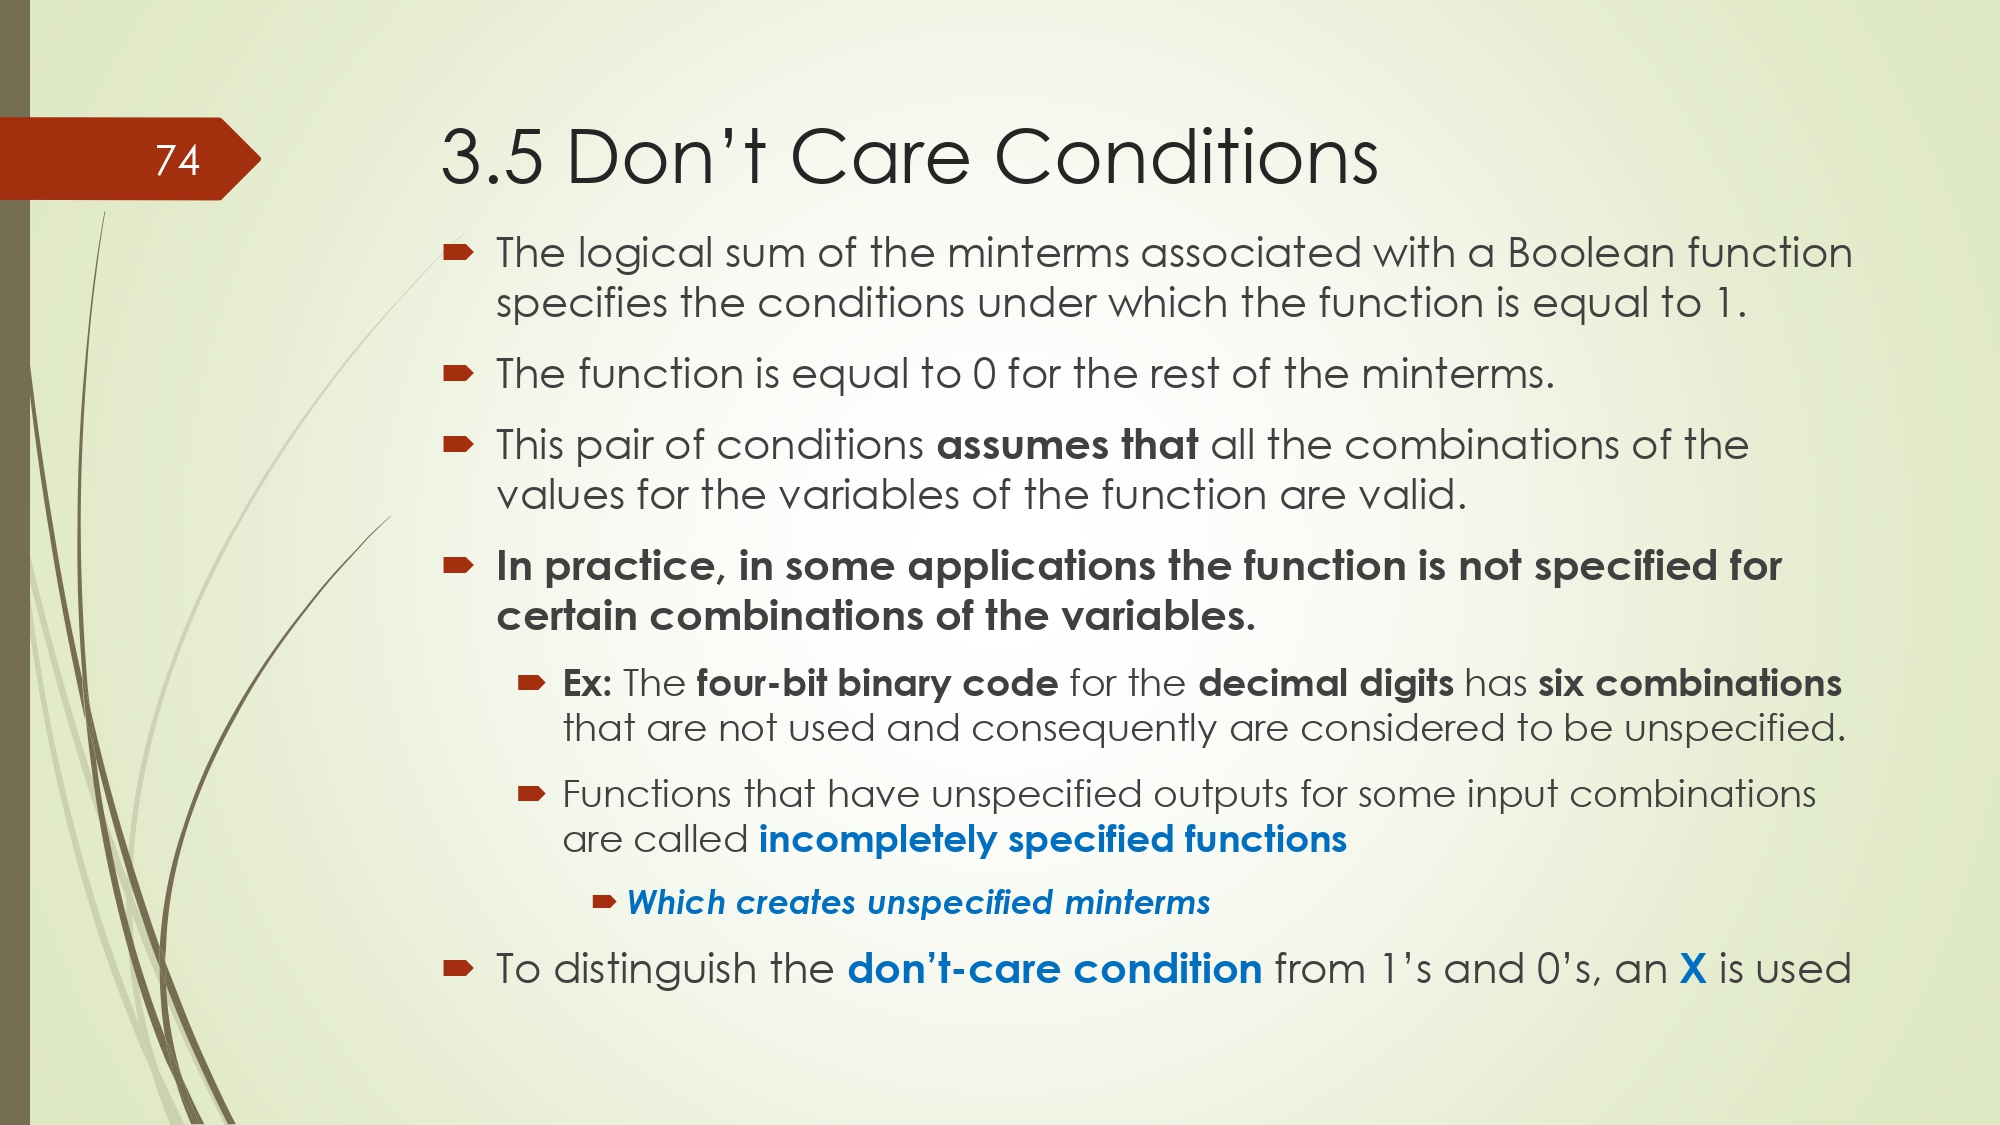 74
3.5 Don’t Care Conditions
The logical sum of the minterms associated with a Boolean function
specifies the conditions under which the function is equal to 1.
The function is equal to 0 for the rest of the minterms.
This pair of conditions assumes that all the combinations of the
values for the variables of the function are valid.
In practice, in some applications the function is not specified for
certain combinations of the variables.
Ex: The four-bit binary code for the decimal digits has six combinations
that are not used and consequently are considered to be unspecified.
Functions that have unspecified outputs for some input combinations
are called incompletely specified functions
Which creates unspecified minterms
To distinguish the don’t-care condition from 1’s and 0’s, an X is used